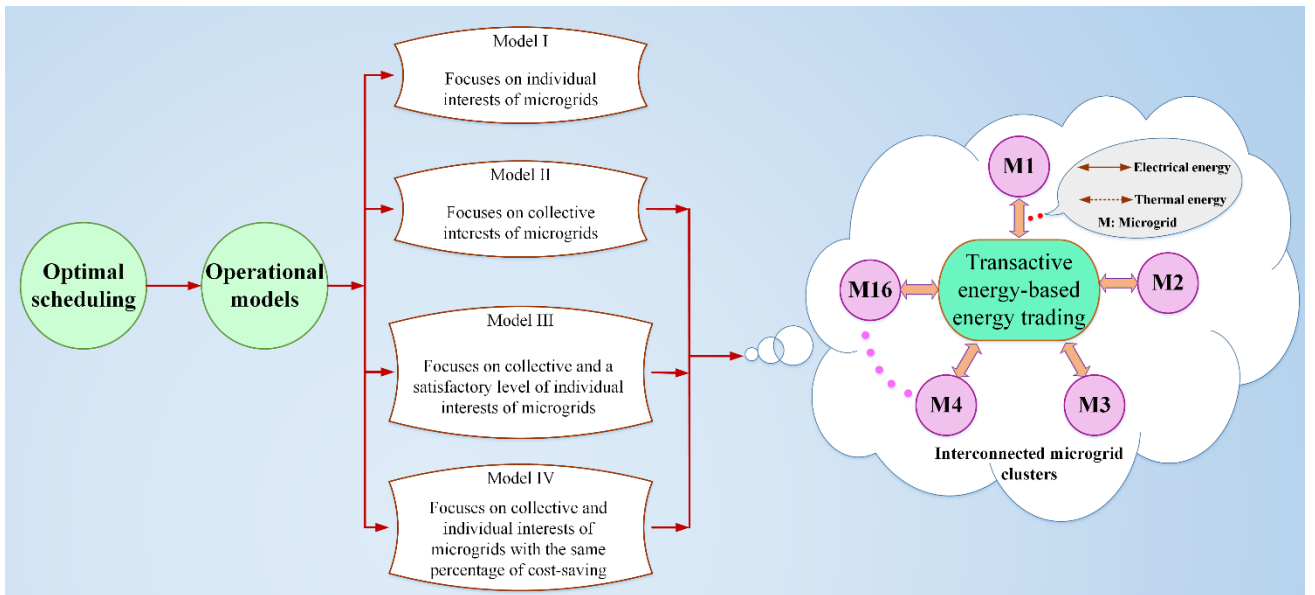 Optimal
scheduling
Operational
models
Model I
Focuses on individual
interests of microgrids
Model II
Focuses on collective
interests of microgrids
Model III
Focuses on collective and a
satisfactory level of individual
interests of microgrids
Model IV
Focuses on collective and
individual interests of
microgrids with the same
percentage of cost-saving
M1
Electrical energy
Thermal energy
M: Microgrid
M16
Transactive
energy-based
energy trading
M2
M4
M3
Interconnected microgrid
clusters